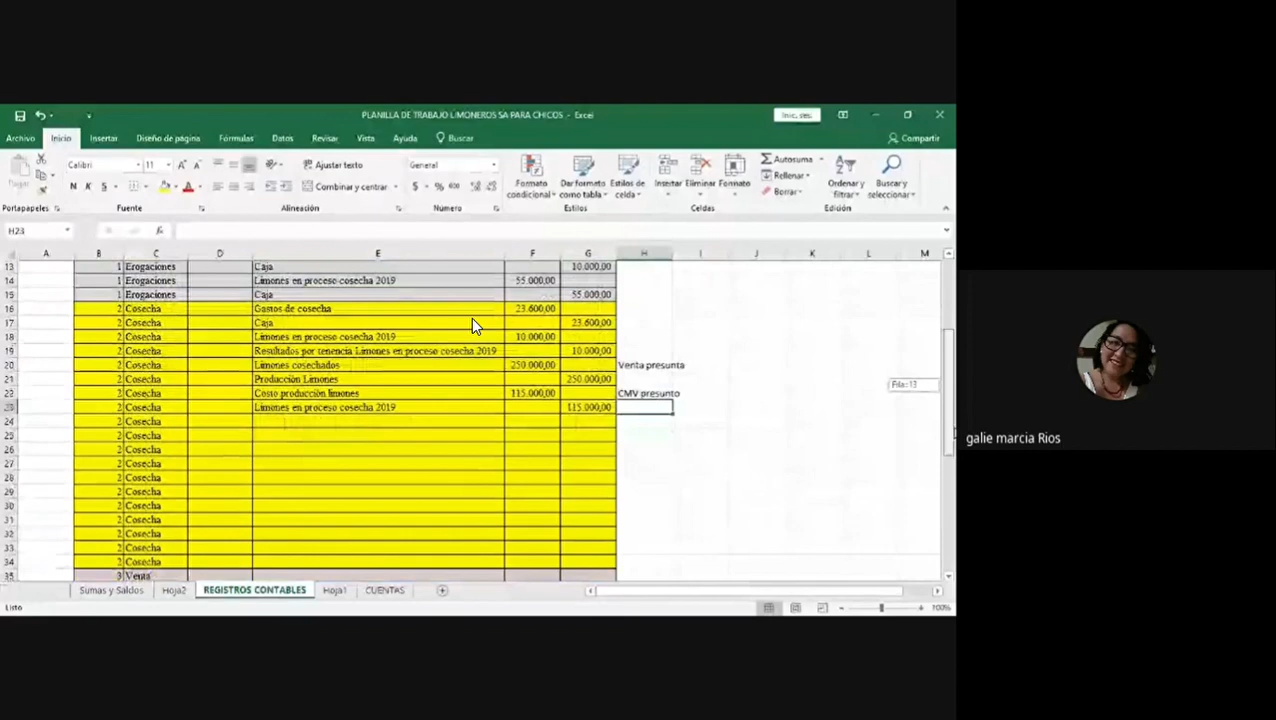 PLANILLA DE TRABAJO LIMONEROS SA PARA CHICOS - Excel
Inic. ses.
Archivo Inicio Insertar Diseño de página Fórmulas Datos Revisar Vista Ayuda Buscar Compartir
Pegar Calibri 11 Ajustar texto General Autosuma
N K S Combinar y centrar $ % 000 Formato condicional Dar formato como tabla Estilos de celda Insertar Eliminar Formato Rellenar Borrar Ordenar y filtrar Buscar y seleccionar
Portapapeles Fuente Alineación Número Estilos Celdas Edición
H23 fx
A B C D E F G H I J K L M
13 1 Erogaciones Caja 10.000,00
14 1 Erogaciones Limones en proceso cosecha 2019 55.000,00
15 1 Erogaciones Caja 55.000,00
16 2 Cosecha Gastos de cosecha 23.600,00
17 2 Cosecha Caja 23.600,00
18 2 Cosecha Limones en proceso cosecha 2019 10.000,00
19 2 Cosecha Resultados por tenencia Limones en proceso cosecha 2019 10.000,00
20 2 Cosecha Limones cosechados 250.000,00 Venta presunta
21 2 Cosecha Producción Limones 250.000,00
22 2 Cosecha Costo producción limones 115.000,00 CMV presunto
23 2 Cosecha Limones en proceso cosecha 2019 115.000,00
24 2 Cosecha
25 2 Cosecha
26 2 Cosecha
27 2 Cosecha
28 2 Cosecha
29 2 Cosecha
30 2 Cosecha
31 2 Cosecha
32 2 Cosecha
33 2 Cosecha
34 2 Cosecha
35 3 Venta
Fila: 13
Sumas y Saldos Hoja2 REGISTROS CONTABLES Hoja1 CUENTAS
Listo 100%
galie marcia Rios